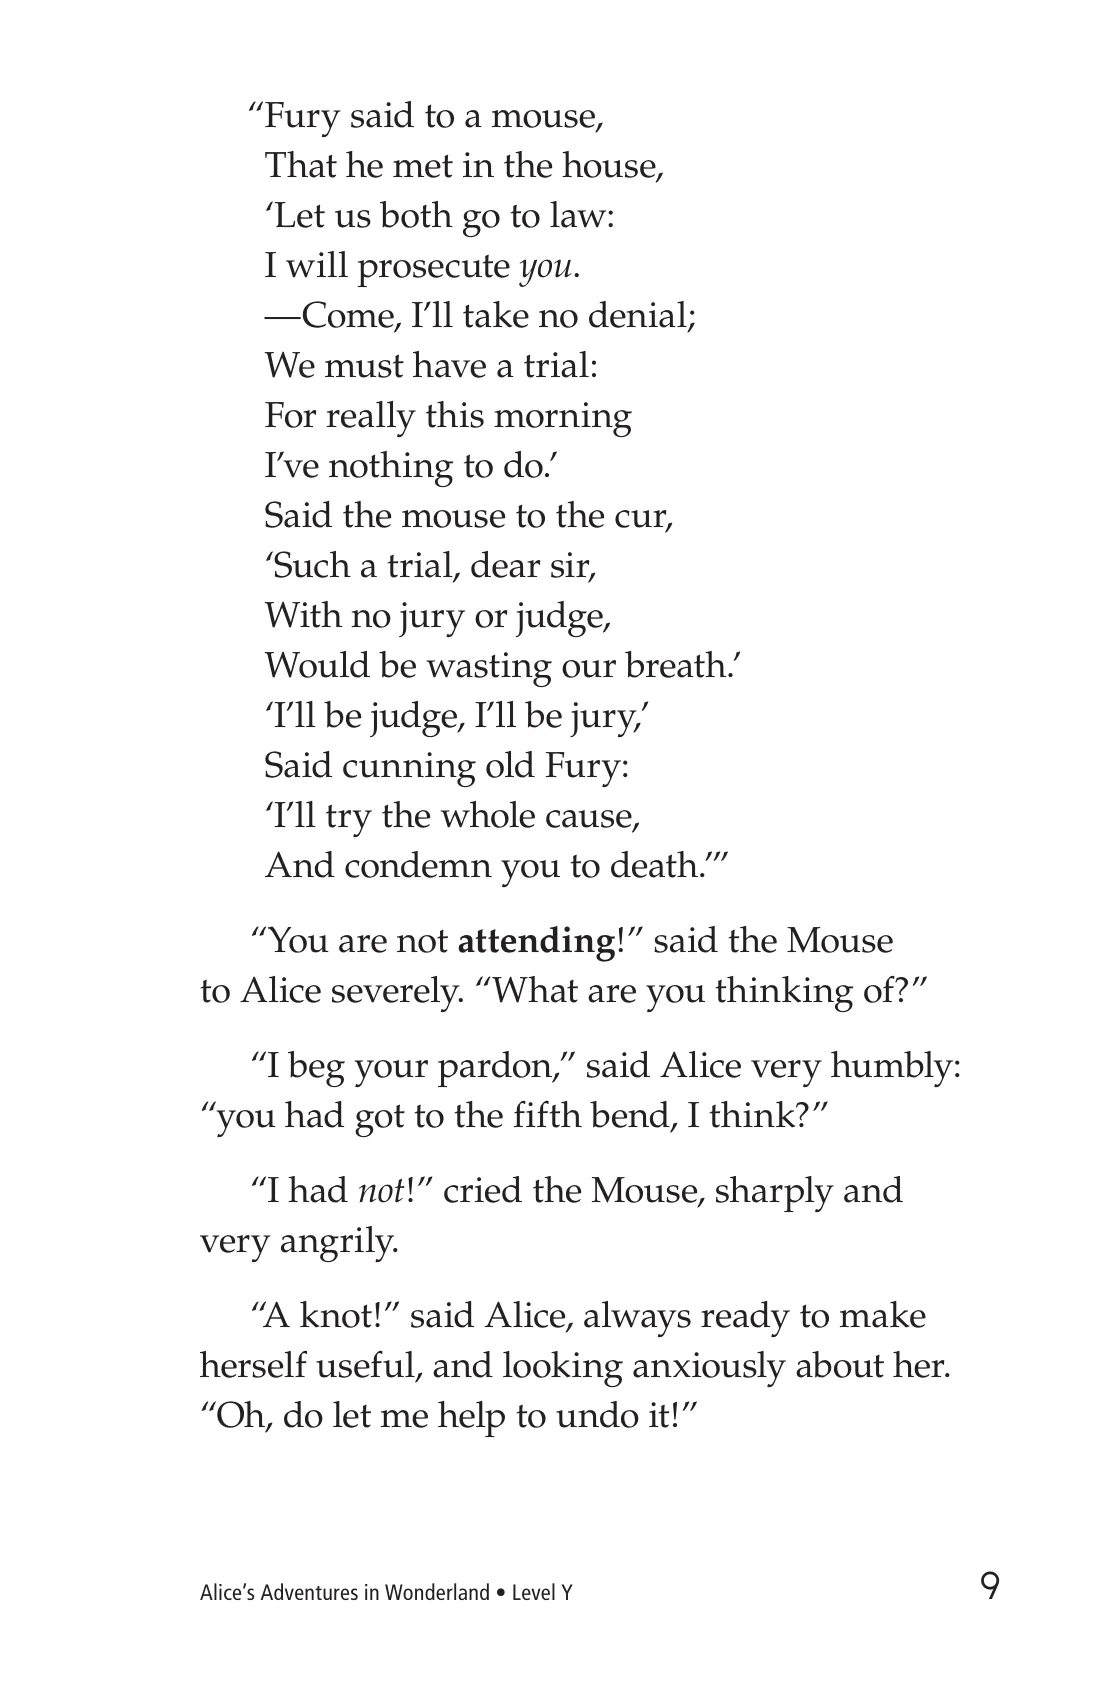 “Fury said to a mouse,
That he met in the house,
‘Let us both go to law:
I will prosecute you.
—Come, I’ll take no denial;
We must have a trial:
For really this morning
I’ve nothing to do.’
Said the mouse to the cur,
‘Such a trial, dear sir,
With no jury or judge,
Would be wasting our breath.’
‘I’ll be judge, I’ll be jury,’
Said cunning old Fury:
‘I’ll try the whole cause,
And condemn you to death.’”
“You are not attending!” said the Mouse
to Alice severely. “What are you thinking of?”
“I beg your pardon,” said Alice very humbly:
“you had got to the fifth bend, I think?”
“I had not!” cried the Mouse, sharply and
very angrily.
“A knot!” said Alice, always ready to make
herself useful, and looking anxiously about her.
“Oh, do let me help to undo it!”
Alice’s Adventures in Wonderland • Level Y
9